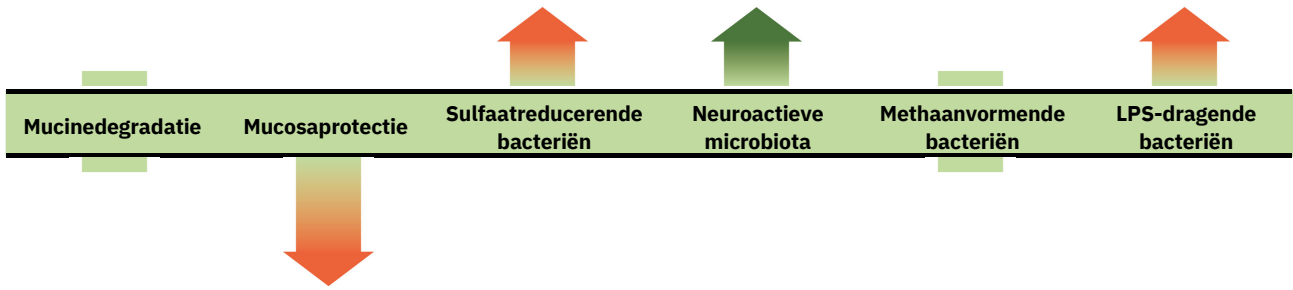 Mucinedegradatie
Mucosaprotectie
Sulfaatreducerende
bacteriën
Neuroactieve
microbiota
Methaanvormende
bacteriën
LPS-dragende
bacteriën